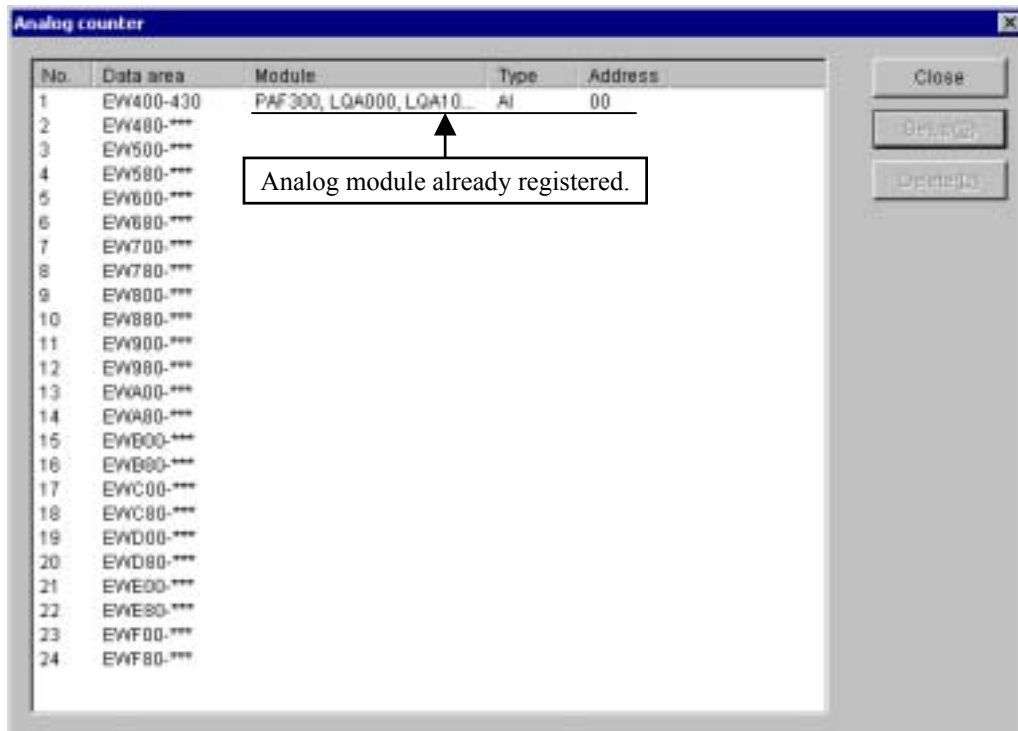 Analog counter
No. Data area Module Type Address
1 EW400-430 PAF300, LQA000, LQA10... AI 00
2 EW480-***
3 EW500-***
4 EW580-***
5 EW600-***
6 EW680-***
7 EW700-***
8 EW780-***
9 EW800-***
10 EW880-***
11 EW900-***
12 EW980-***
13 EWA00-***
14 EWA80-***
15 EWB00-***
16 EWB80-***
17 EWC00-***
18 EWC80-***
19 EWD00-***
20 EWD80-***
21 EWE00-***
22 EWE80-***
23 EWF00-***
24 EWF80-***
Analog module already registered.
Close